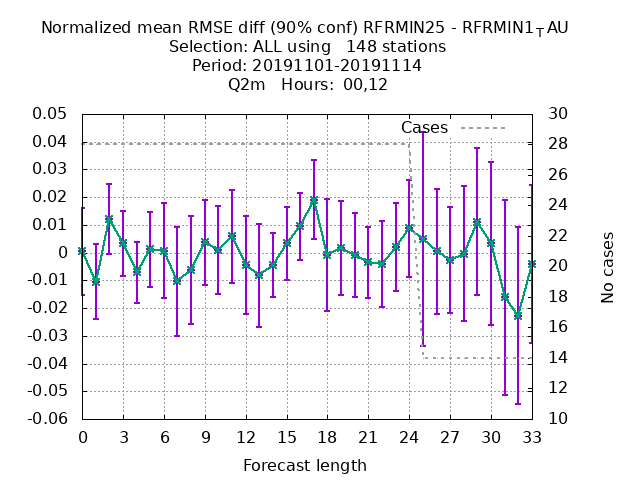 Normalized mean RMSE diff (90% conf) RFRMIN25 - RFRMIN1_TAU
Selection: ALL using   148 stations
Period: 20191101-20191114
Q2m   Hours: 00,12
Cases
0.05
0.04
0.03
0.02
0.01
0
-0.01
-0.02
-0.03
-0.04
-0.05
-0.06
30
28
26
24
22
20
18
16
14
12
10
No cases
0 3 6 9 12 15 18 21 24 27 30 33
Forecast length